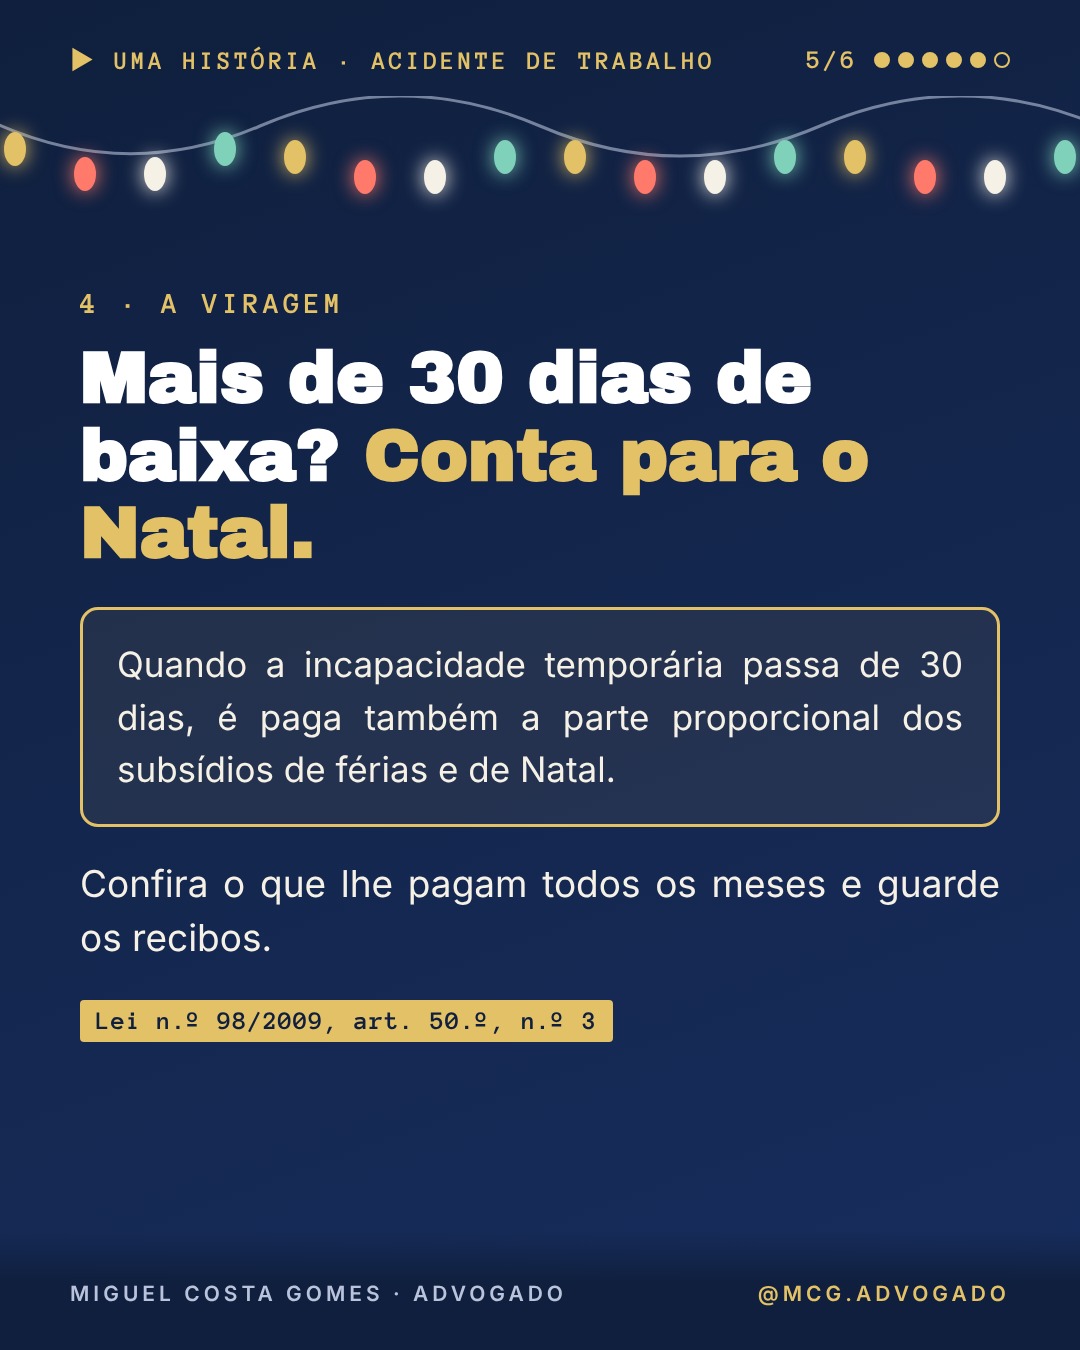 ▶ UMA HISTÓRIA · ACIDENTE DE TRABALHO
5/6
4 · A VIRAGEM
Mais de 30 dias de
baixa? Conta para o
Natal.
Quando a incapacidade temporária passa de 30
dias, é paga também a parte proporcional dos
subsídios de férias e de Natal.
Confira o que lhe pagam todos os meses e guarde
os recibos.
Lei n.º 98/2009, art. 50.º, n.º 3
MIGUEL COSTA GOMES · ADVOGADO
@MCG.ADVOGADO